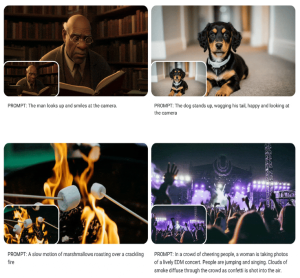 PROMPT: The man looks up and smiles at the camera.
PROMPT: The dog stands up, wagging his tail, happy and looking at
the camera
PROMPT: A slow motion of marshmallows roasting over a crackling
fire
PROMPT: In a crowd of cheering people, a woman is taking photos
of a lively EDM concert. People are jumping and singing. Clouds of
smoke diffuse through the crowd as confetti is shot into the air.